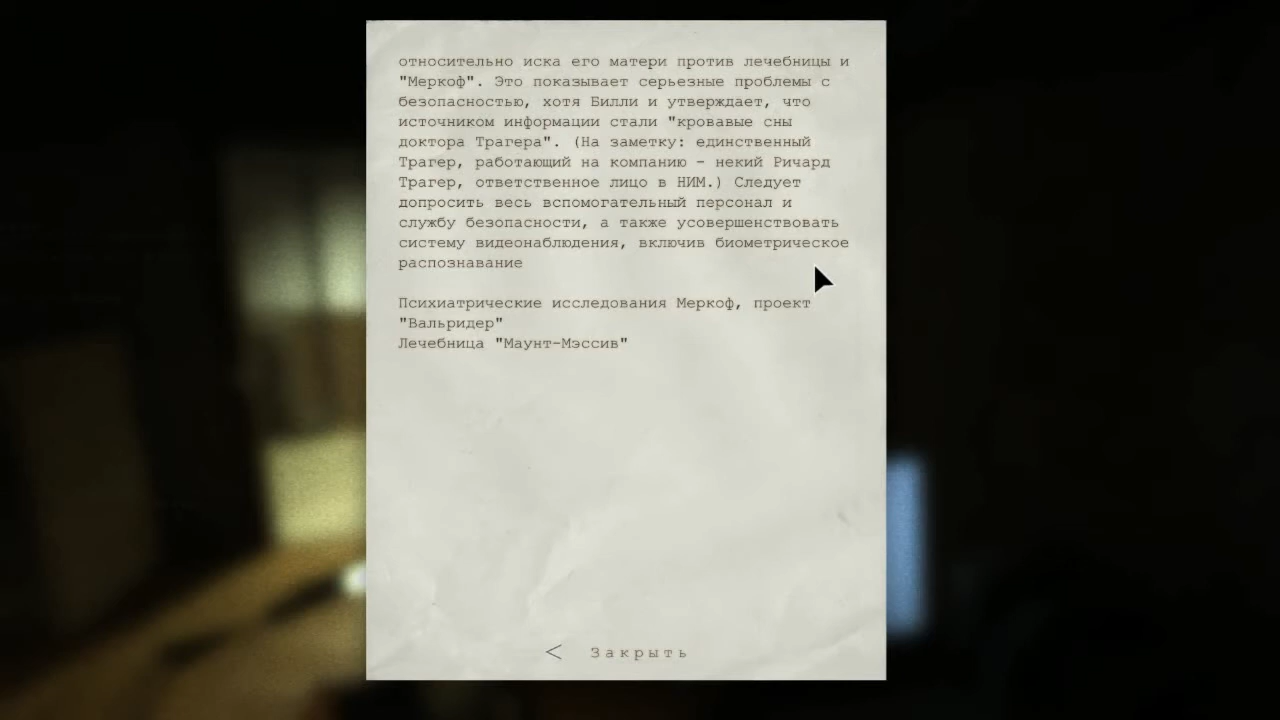 относительно иска его матери против лечебницы и
"Меркоф". Это показывает серьезные проблемы с
безопасностью, хотя Билли и утверждает, что
источником информации стали "кровавые сны
доктора Трагера". (На заметку: единственный
Трагер, работающий на компанию - некий Ричард
Трагер, ответственное лицо в НИМ.) Следует
допросить весь вспомогательный персонал и
службу безопасности, а также усовершенствовать
систему видеонаблюдения, включив биометрическое
распознавание
Психиатрические исследования Меркоф, проект
"Вальридер"
Лечебница "Маунт-Мэссив"
< Закрыть